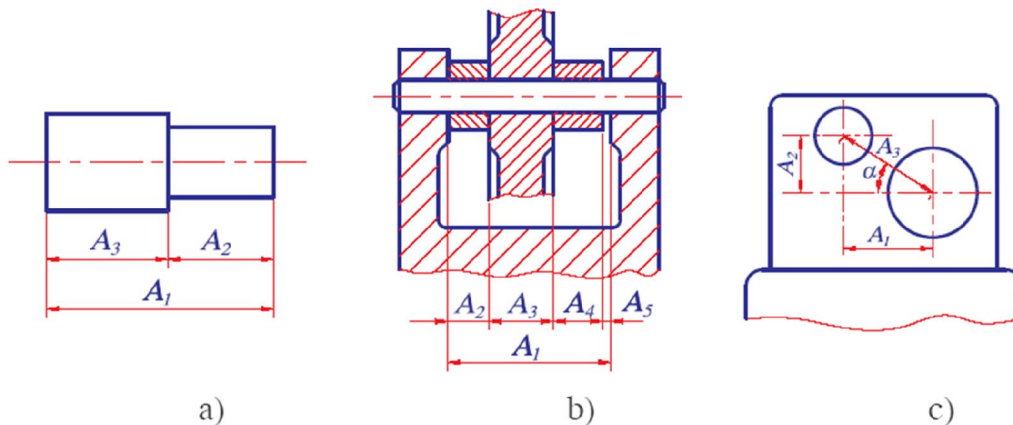 A₃ A₂
A₁
a)
A₂ A₃ A₄ A₅
A₁
b)
A₂ A₃
α
A₁
c)